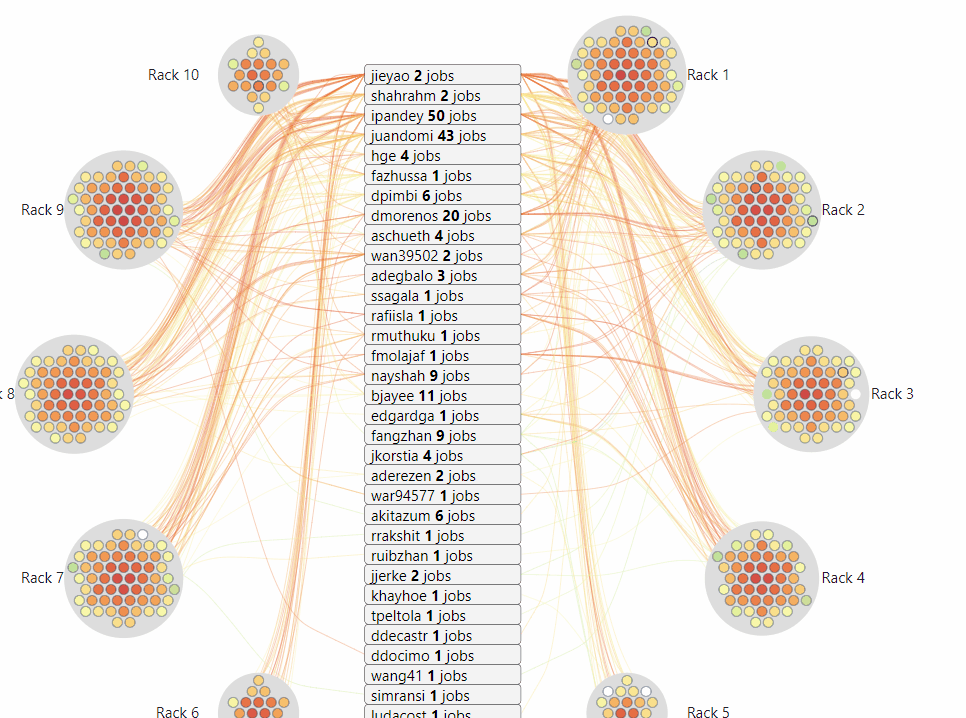 Rack 10
Rack 1
jieyao 2 jobs
shahrahm 2 jobs
ipandey 50 jobs
juandomi 43 jobs
hge 4 jobs
fazhussa 1 jobs
dpimbi 6 jobs
Rack 9
dmorenos 20 jobs
Rack 2
aschueth 4 jobs
wan39502 2 jobs
adegbalo 3 jobs
ssagala 1 jobs
rafiisla 1 jobs
rmuthuku 1 jobs
fmolajaf 1 jobs
nayshah 9 jobs
k 8
bjayee 11 jobs
Rack 3
edgardga 1 jobs
fangzhan 9 jobs
jkorstia 4 jobs
aderezen 2 jobs
war94577 1 jobs
akitazum 6 jobs
rrakshit 1 jobs
ruibzhan 1 jobs
Rack 7
jjerke 2 jobs
Rack 4
khayhoe 1 jobs
tpeltola 1 jobs
ddecastr 1 jobs
ddocimo 1 jobs
wang41 1 jobs
simransi 1 jobs
Rack 6
ludacost 1 jobs
Rack 5